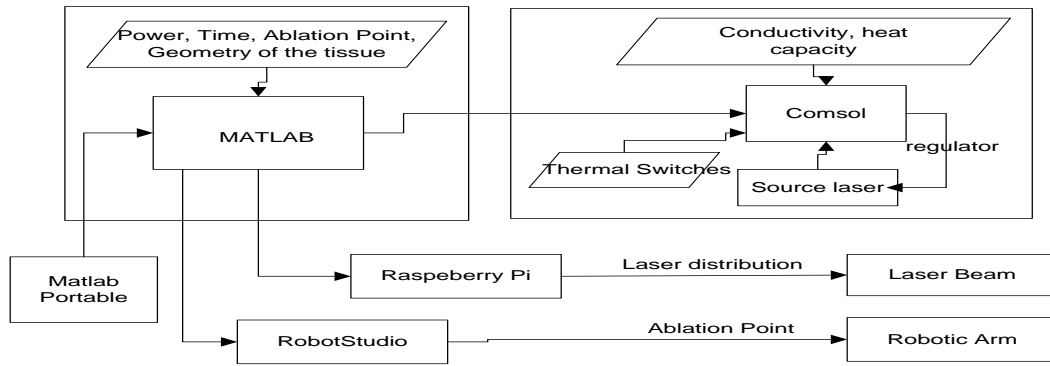 Power, Time, Ablation Point,
Geometry of the tissue
Conductivity, heat
capacity
MATLAB
Comsol
regulator
Thermal Switches
Source laser
Matlab
Portable
Raspeberry Pi
Laser distribution
Laser Beam
RobotStudio
Ablation Point
Robotic Arm